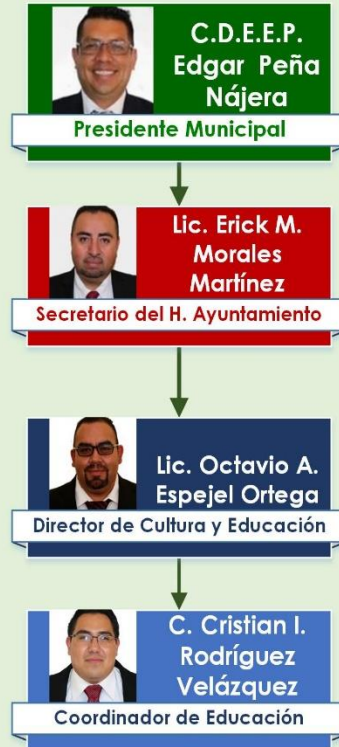 C.D.E.E.P.
Edgar Peña
Nájera
Presidente Municipal
Lic. Erick M.
Morales
Martínez
Secretario del H. Ayuntamiento
Lic. Octavio A.
Espejel Ortega
Director de Cultura y Educación
C. Cristian I.
Rodríguez
Velázquez
Coordinador de Educación